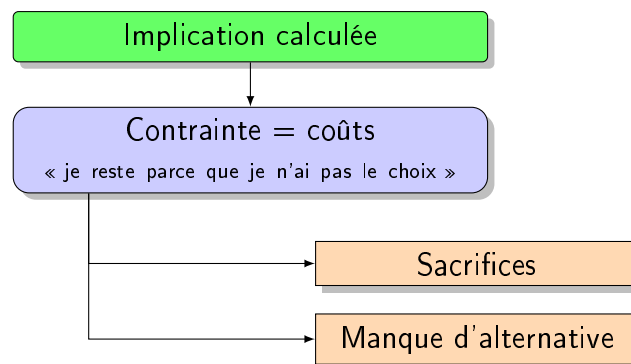 Implication calculée
Contrainte = coûts
« je reste parce que je n'ai pas le choix »
Sacrifices
Manque d'alternative